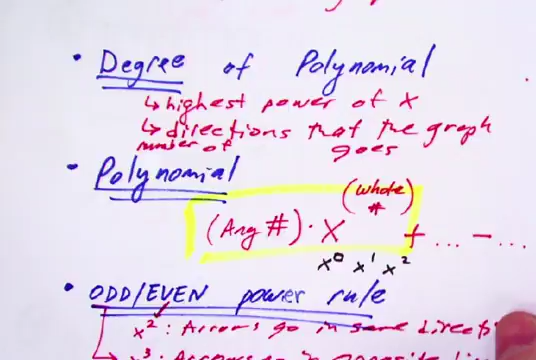 • Degree of Polynomial
↳ highest power of x
↳ directions that the graph
number of goes
• Polynomial
(whole #)
(Any #) · X + ... - ...
x⁰ x¹ x²
• ODD/EVEN power rule
x²: Arrows go in same directi
x³: Arrows go in opposite